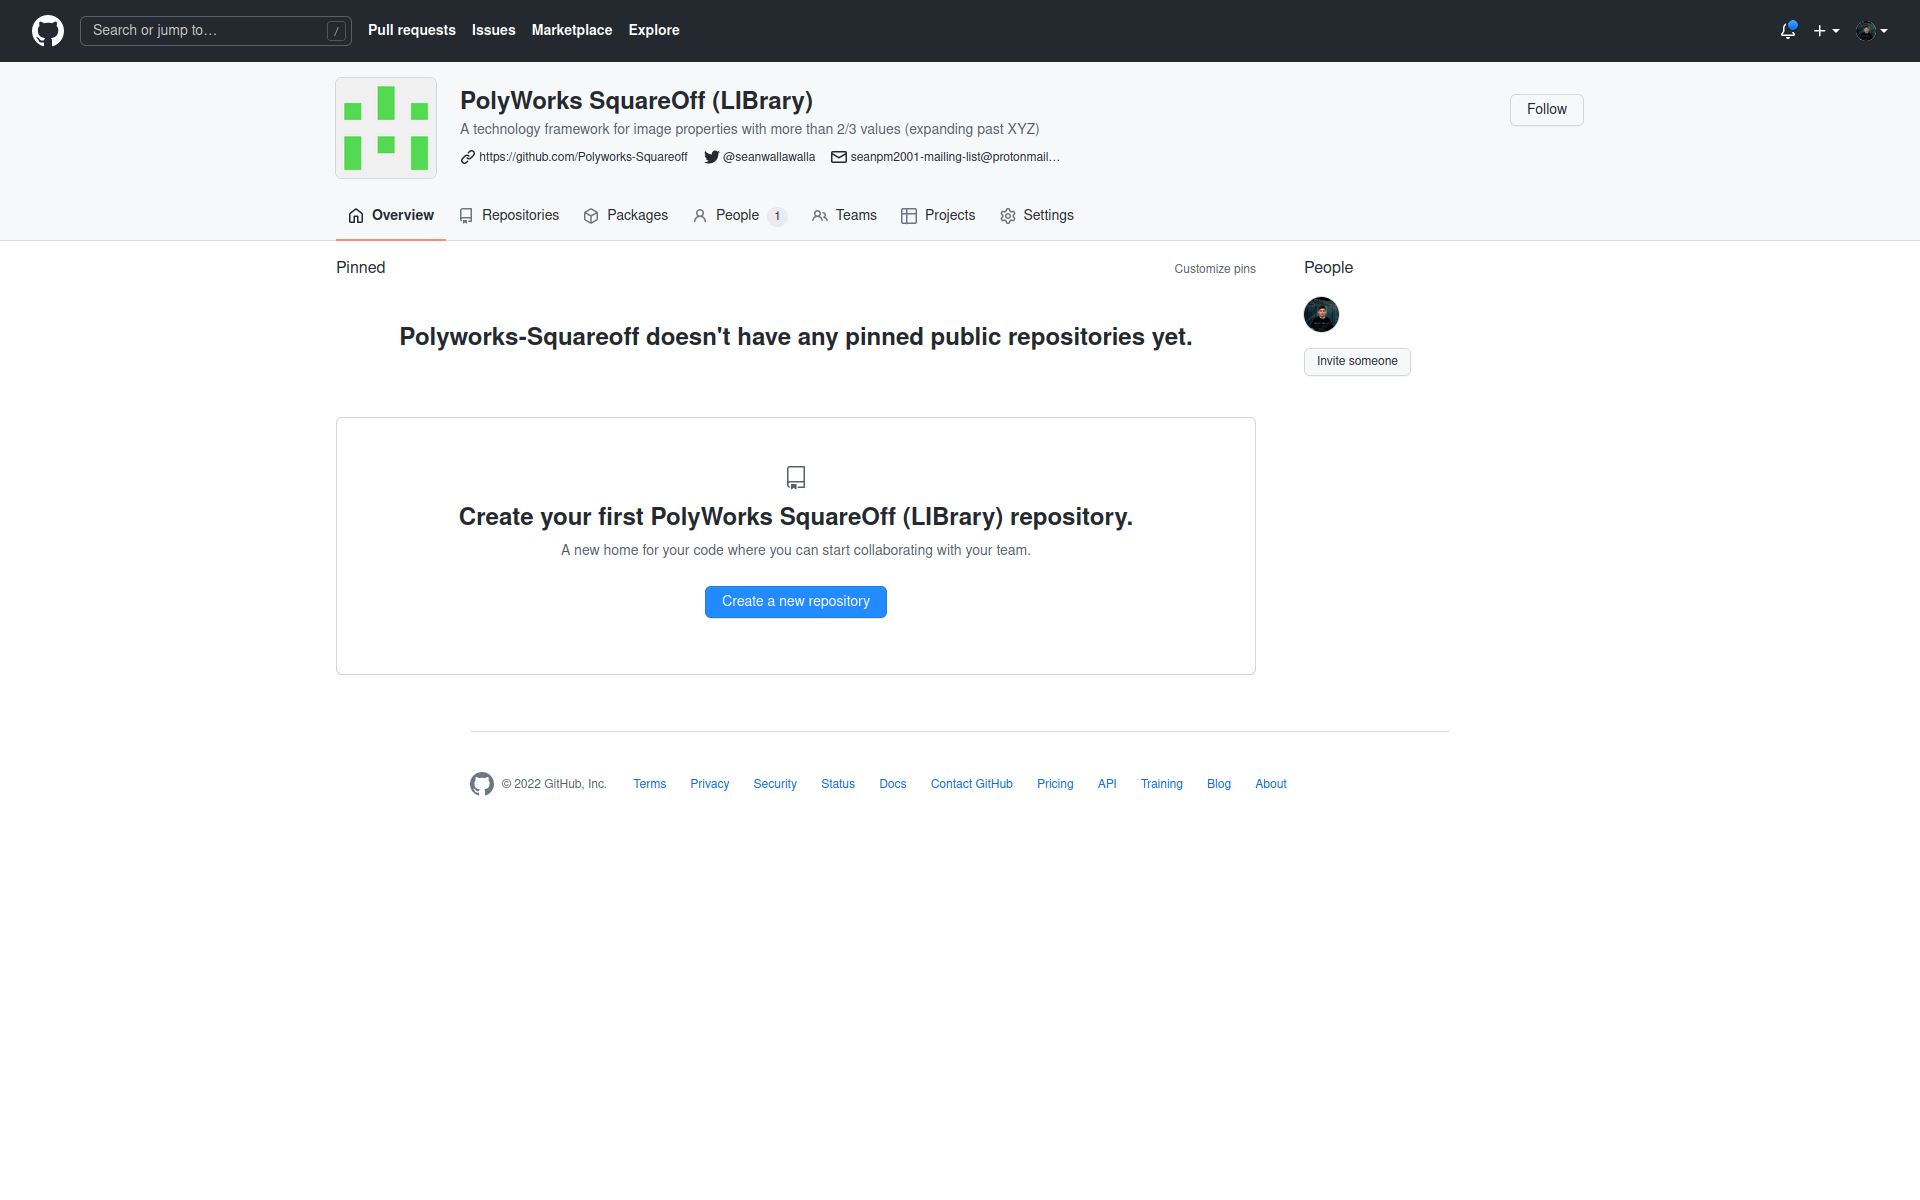 Search or jump to… / Pull requests Issues Marketplace Explore
PolyWorks SquareOff (LIBrary)
Follow
A technology framework for image properties with more than 2/3 values (expanding past XYZ)
https://github.com/Polyworks-Squareoff @seanwallawalla seanpm2001-mailing-list@protonmail…
Overview Repositories Packages People 1 Teams Projects Settings
Pinned Customize pins
People
Polyworks-Squareoff doesn't have any pinned public repositories yet.
Invite someone
Create your first PolyWorks SquareOff (LIBrary) repository.
A new home for your code where you can start collaborating with your team.
Create a new repository
© 2022 GitHub, Inc. Terms Privacy Security Status Docs Contact GitHub Pricing API Training Blog About